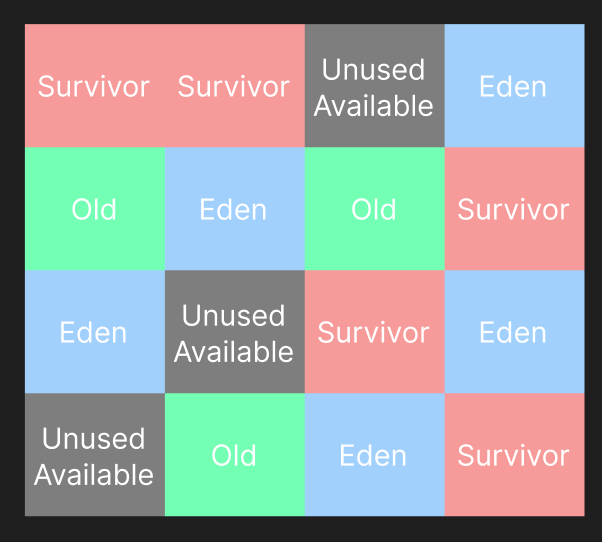 Survivor Survivor Unused Available Eden
Old Eden Old Survivor
Eden Unused Available Survivor Eden
Unused Available Old Eden Survivor